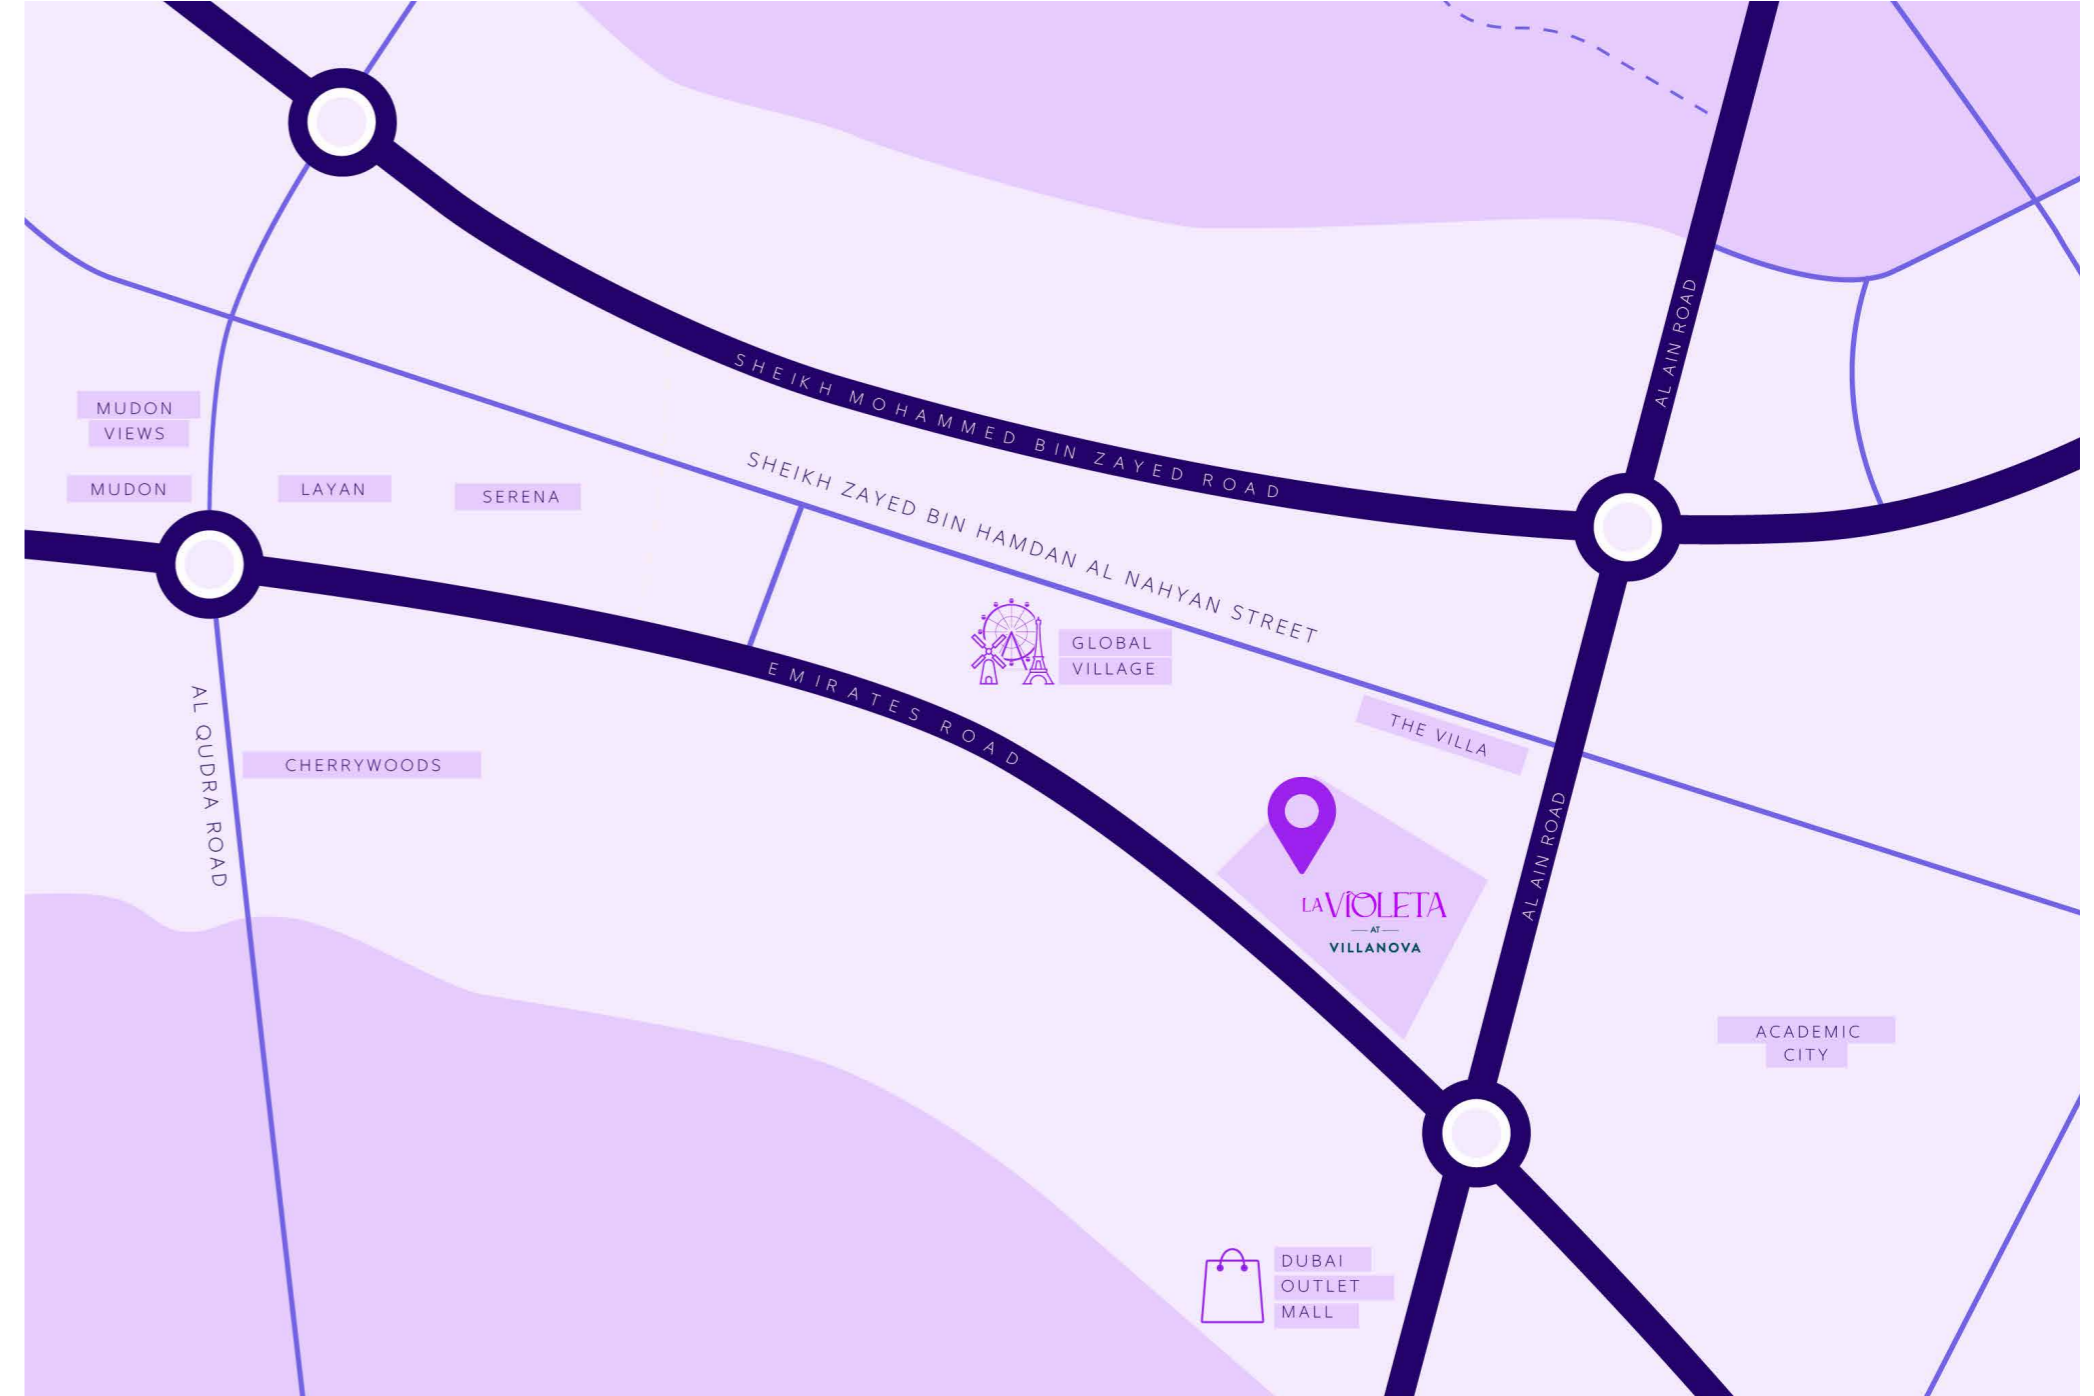 AL AIN ROAD
SHEIKH MOHAMMED BIN ZAYED ROAD
MUDON
VIEWS
MUDON
LAYAN
SERENA
SHEIKH ZAYED BIN HAMDAN AL NAHYAN STREET
GLOBAL
VILLAGE
EMIRATES ROAD
THE VILLA
AL QUDRA ROAD
CHERRYWOODS
AL AIN ROAD
LA VIOLETA
AT
VILLANOVA
ACADEMIC
CITY
DUBAI
OUTLET
MALL